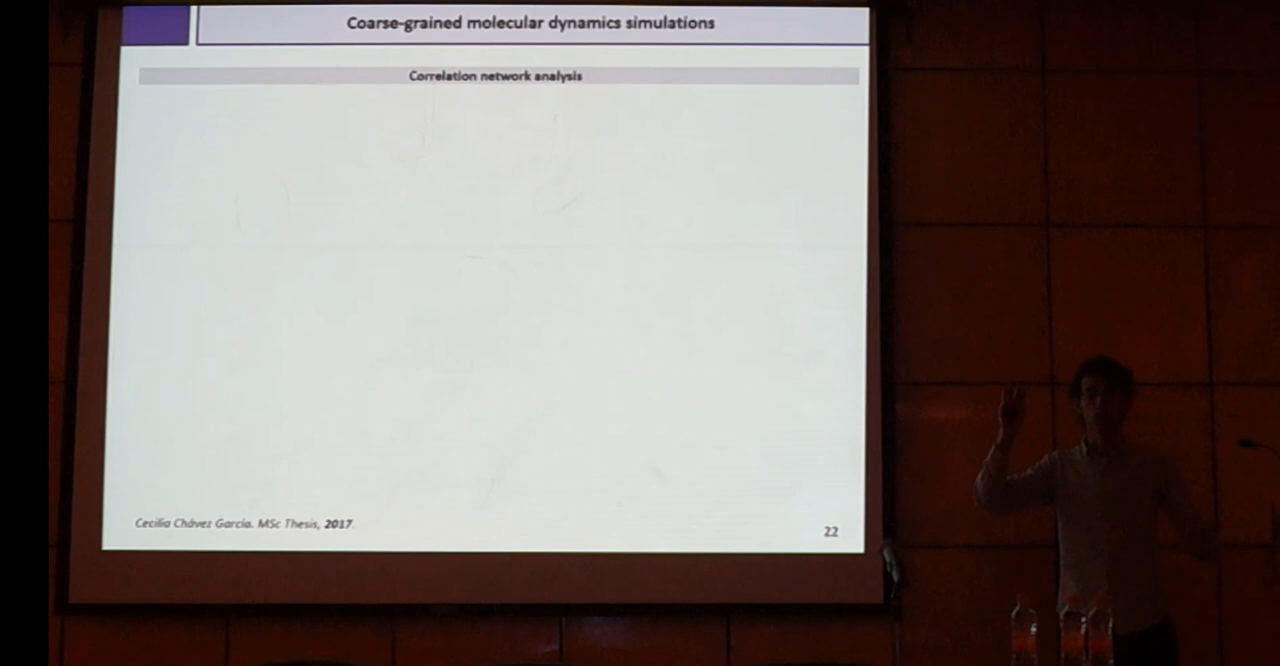 Coarse-grained molecular dynamics simulations
Correlation network analysis
Cecilia Chávez García. MSc Thesis, 2017.
22